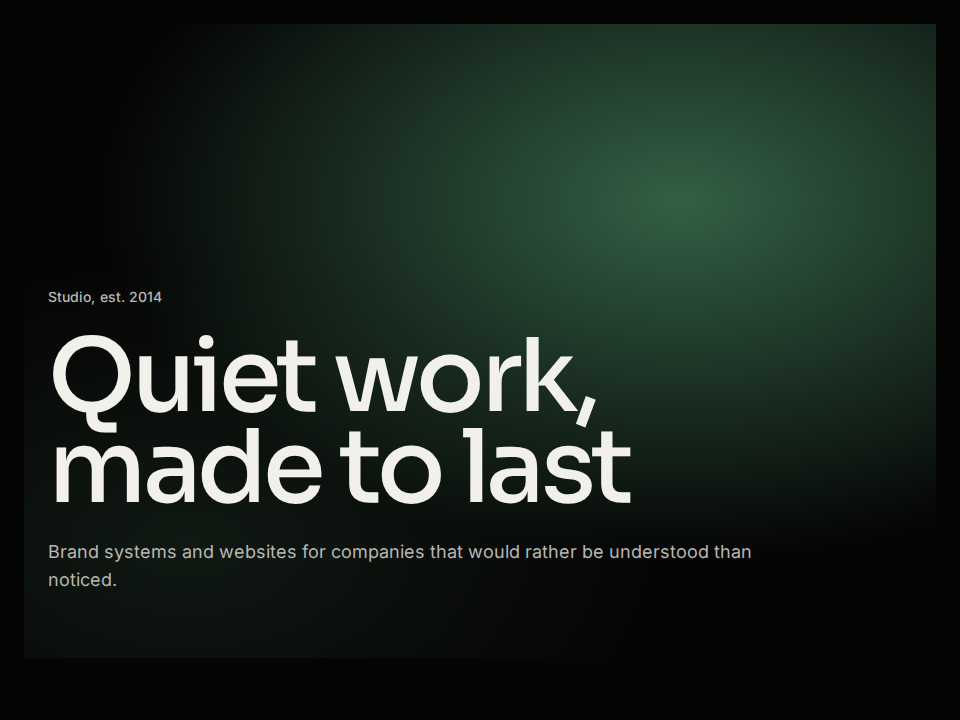 Studio, est. 2014
Quiet work,
made to last
Brand systems and websites for companies that would rather be understood than
noticed.